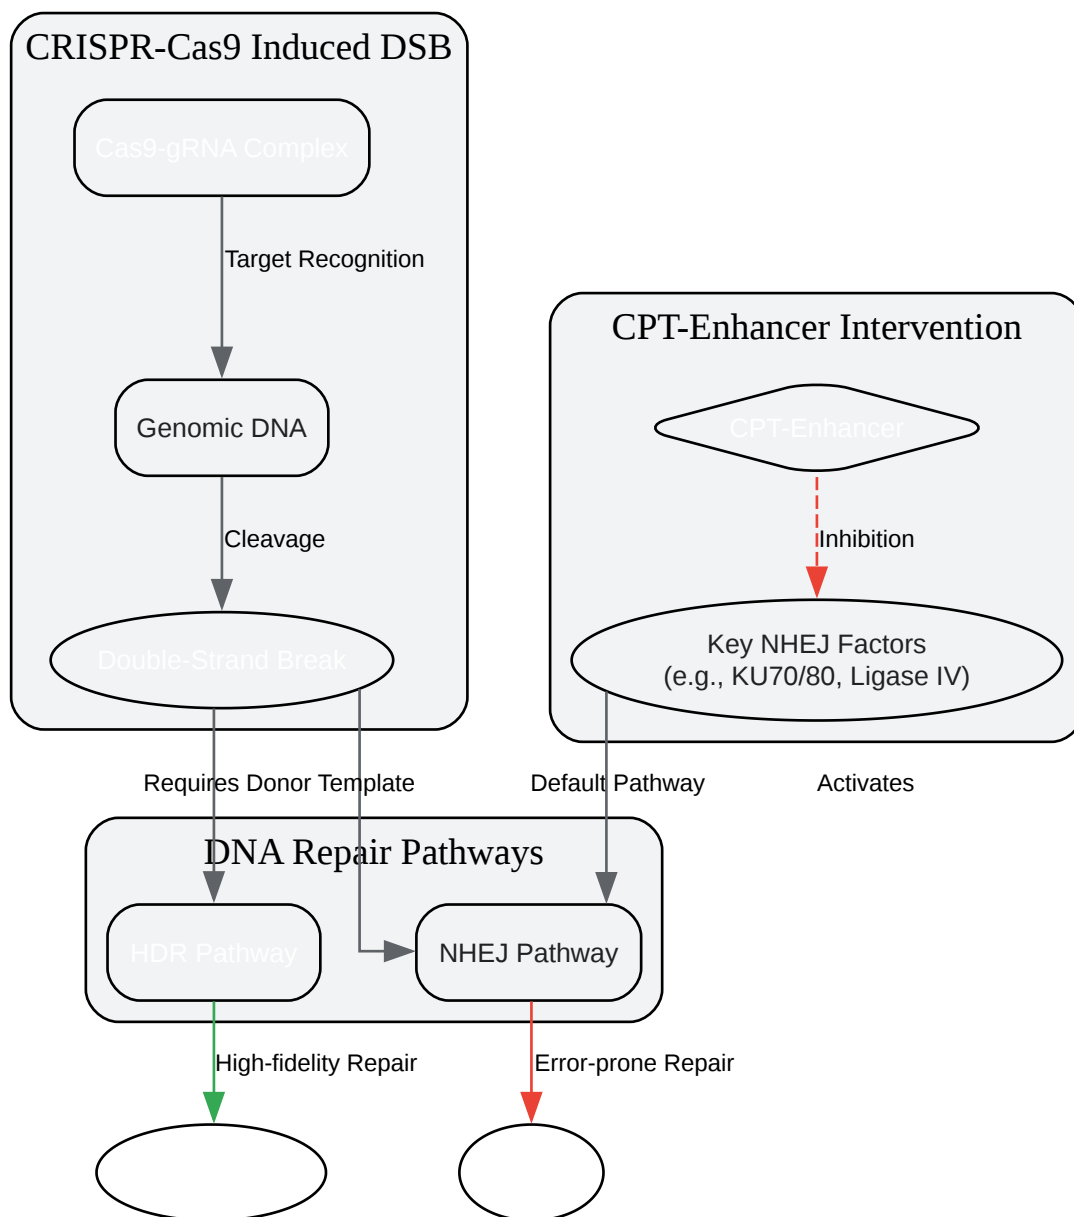 CRISPR-Cas9 Induced DSB
Cas9-gRNA Complex
Target Recognition
Genomic DNA
Cleavage
Double-Strand Break
CPT-Enhancer Intervention
CPT-Enhancer
Inhibition
Key NHEJ Factors
(e.g., KU70/80, Ligase IV)
Requires Donor Template
Default Pathway
Activates
DNA Repair Pathways
HDR Pathway
NHEJ Pathway
High-fidelity Repair
Error-prone Repair